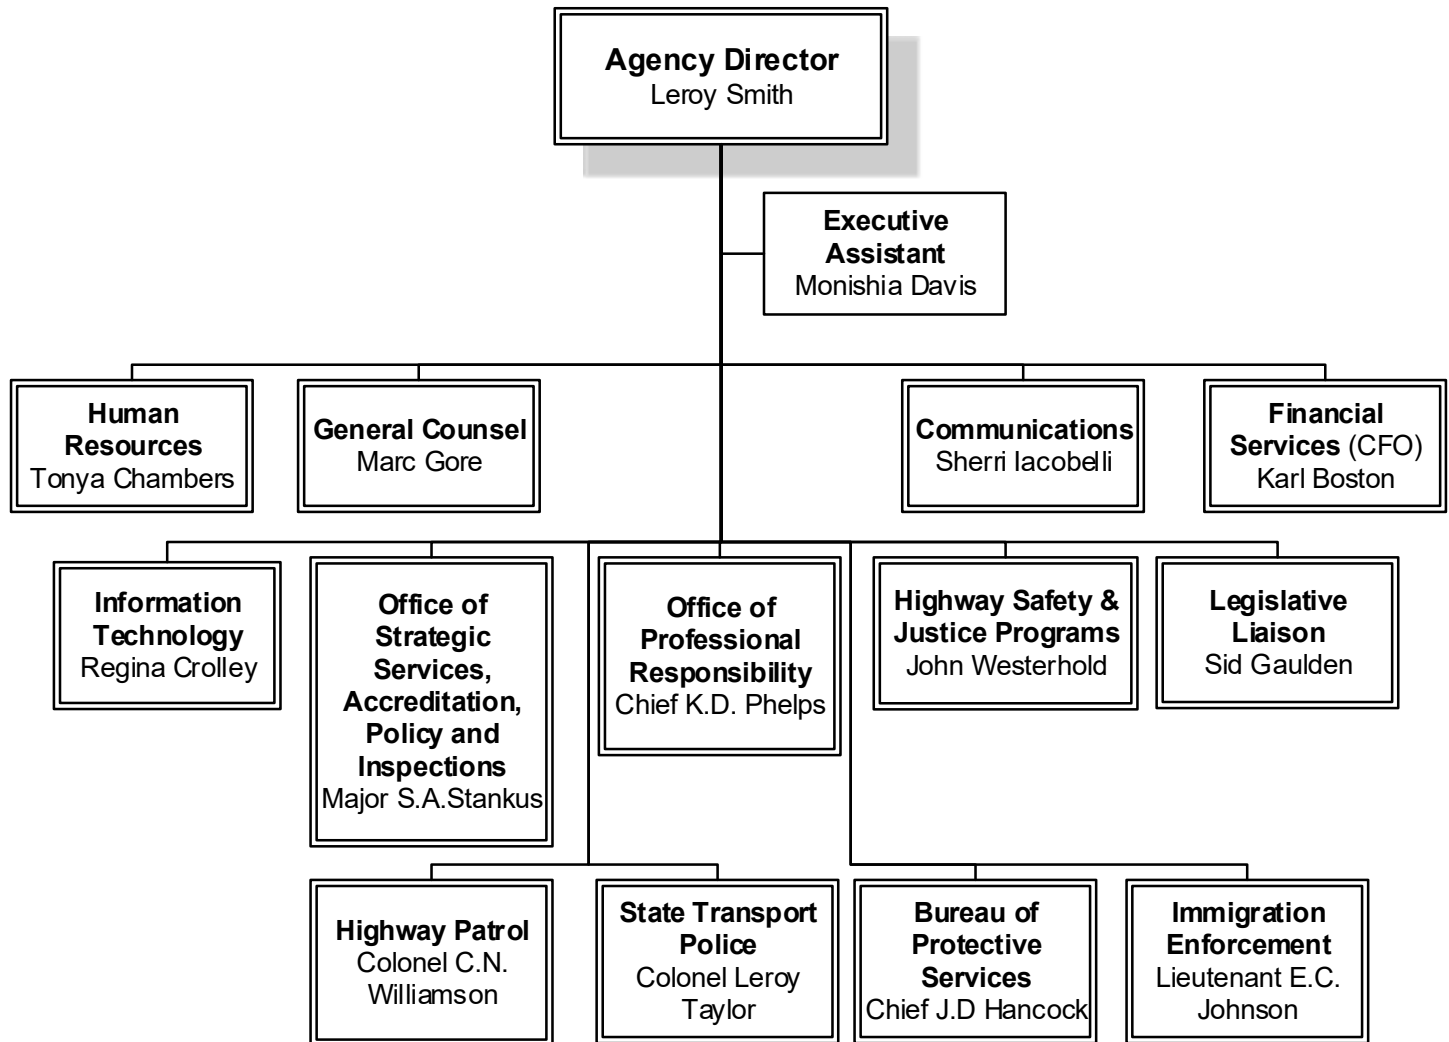 Agency Director
Leroy Smith
Executive
Assistant
Monishia Davis
Human
Resources
Tonya Chambers
General Counsel
Marc Gore
Communications
Sherri Iacobelli
Financial
Services (CFO)
Karl Boston
Information
Technology
Regina Crolley
Office of
Strategic
Services,
Accreditation,
Policy and
Inspections
Major S.A.Stankus
Office of
Professional
Responsibility
Chief K.D. Phelps
Highway Safety &
Justice Programs
John Westerhold
Legislative
Liaison
Sid Gaulden
Highway Patrol
Colonel C.N.
Williamson
State Transport
Police
Colonel Leroy
Taylor
Bureau of
Protective
Services
Chief J.D Hancock
Immigration
Enforcement
Lieutenant E.C.
Johnson